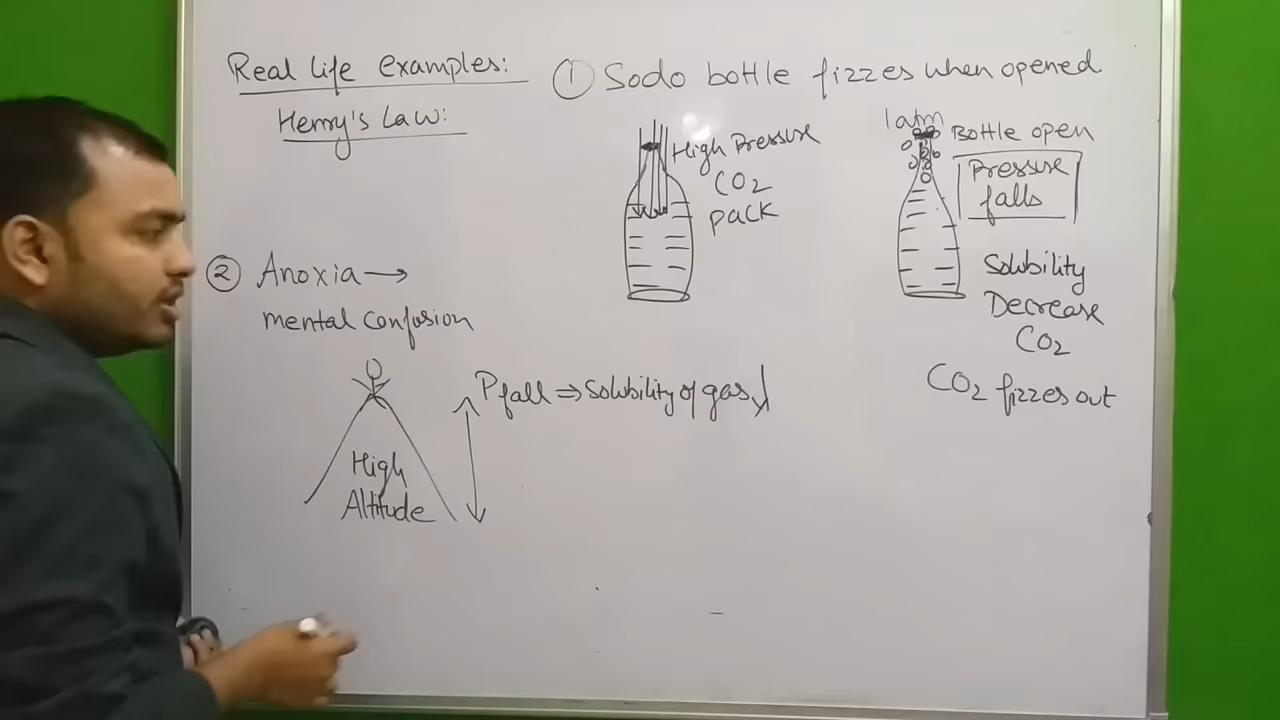 Real life examples:
Henry's Law:
① Sodo bottle fizzes when opened
High Pressure
CO₂
pack
1atm
Bottle open
Pressure
falls
Solubility
Decrease
CO₂
CO₂ fizzes out
② Anoxia →
mental confusion
P fall ⇒ Solubility of gas ↓
High
Altitude